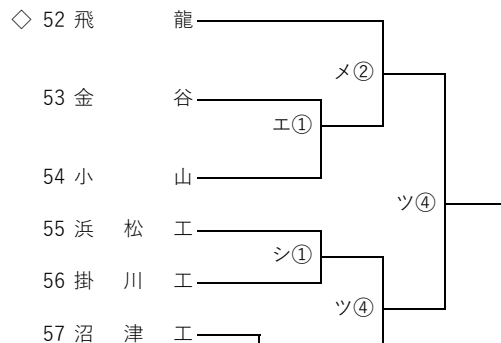 ◇ 52 飛龍
メ②
53 金谷
エ①
54 小山
ツ④
55 浜松工
シ①
56 掛川工
ツ④
57 沼津工